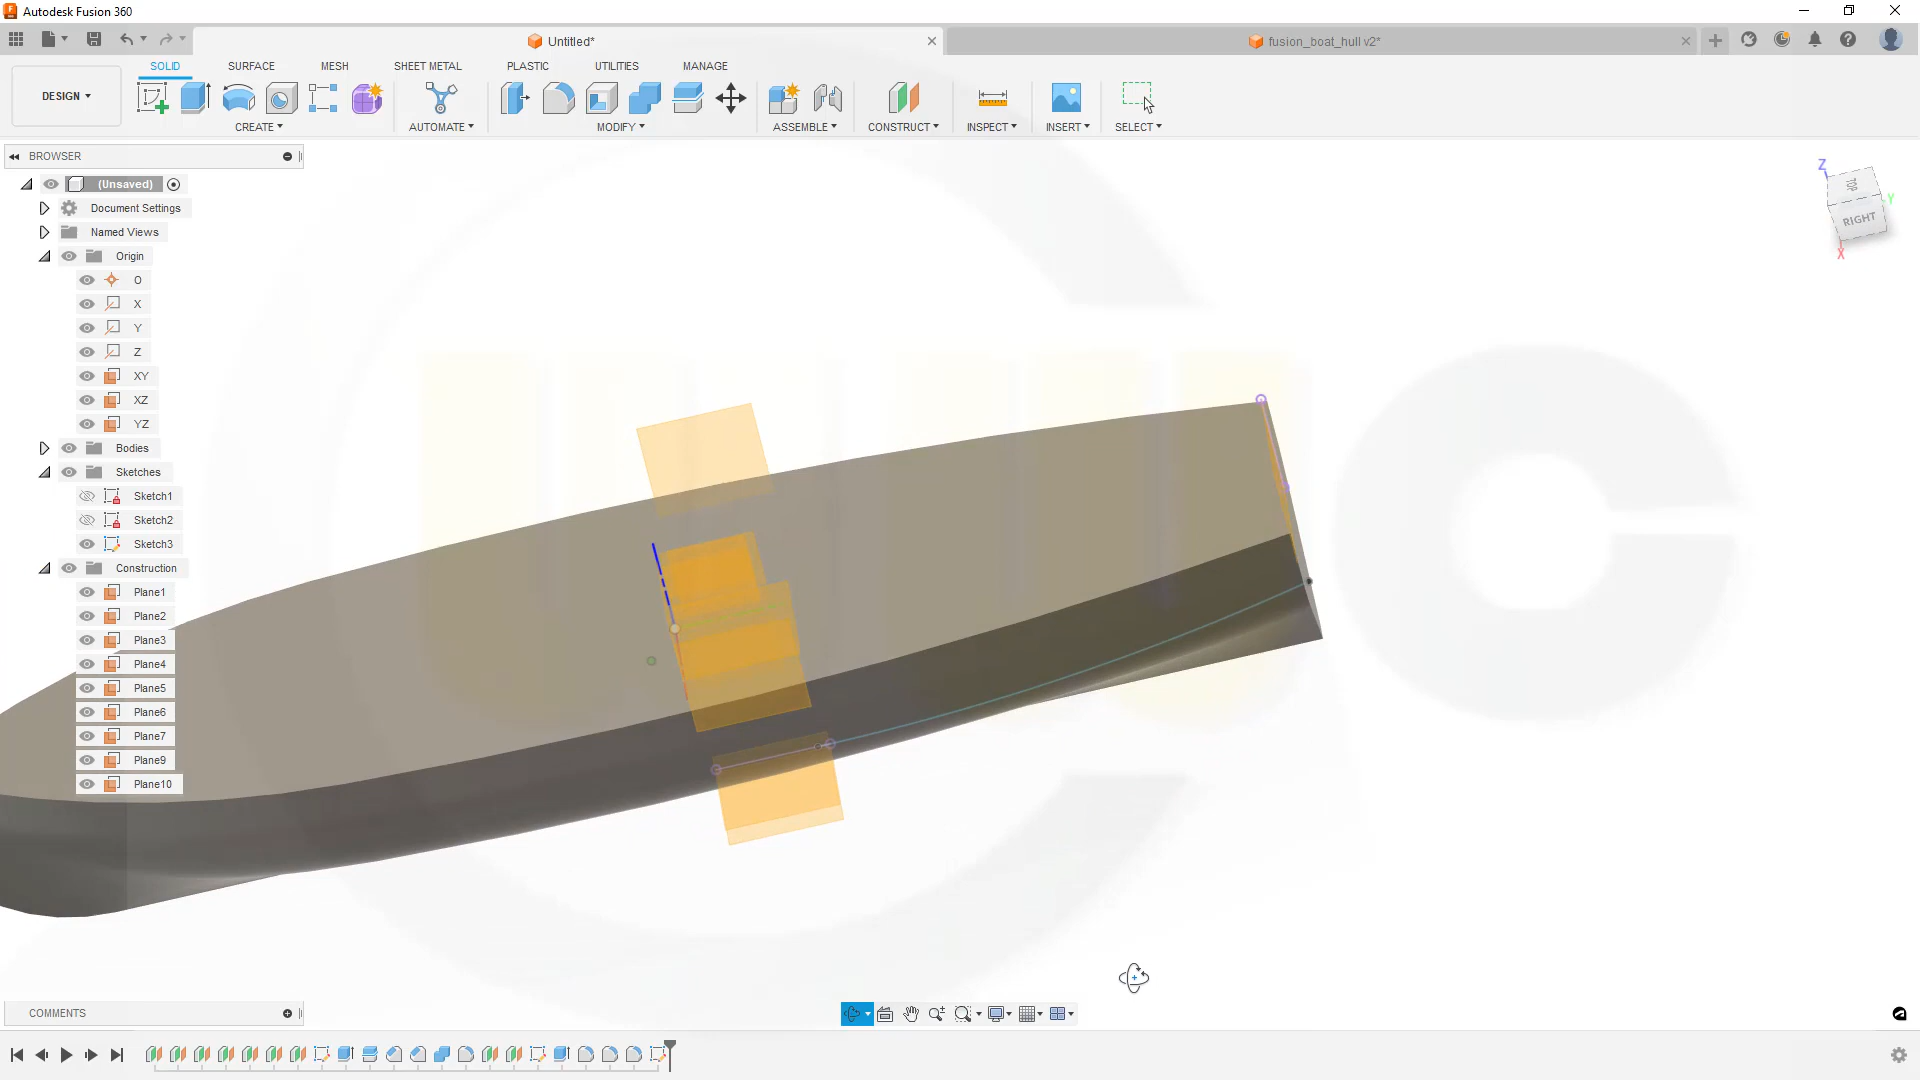 Autodesk Fusion 360
Untitled*
fusion_boat_hull v2*
DESIGN
SOLID
SURFACE
MESH
SHEET METAL
PLASTIC
UTILITIES
MANAGE
CREATE
AUTOMATE
MODIFY
ASSEMBLE
CONSTRUCT
INSPECT
INSERT
SELECT
BROWSER
(Unsaved)
Document Settings
Named Views
Origin
O
X
Y
Z
XY
XZ
YZ
Bodies
Sketches
Sketch1
Sketch2
Sketch3
Construction
Plane1
Plane2
Plane3
Plane4
Plane5
Plane6
Plane7
Plane9
Plane10
Z
TOP
Y
RIGHT
X
COMMENTS